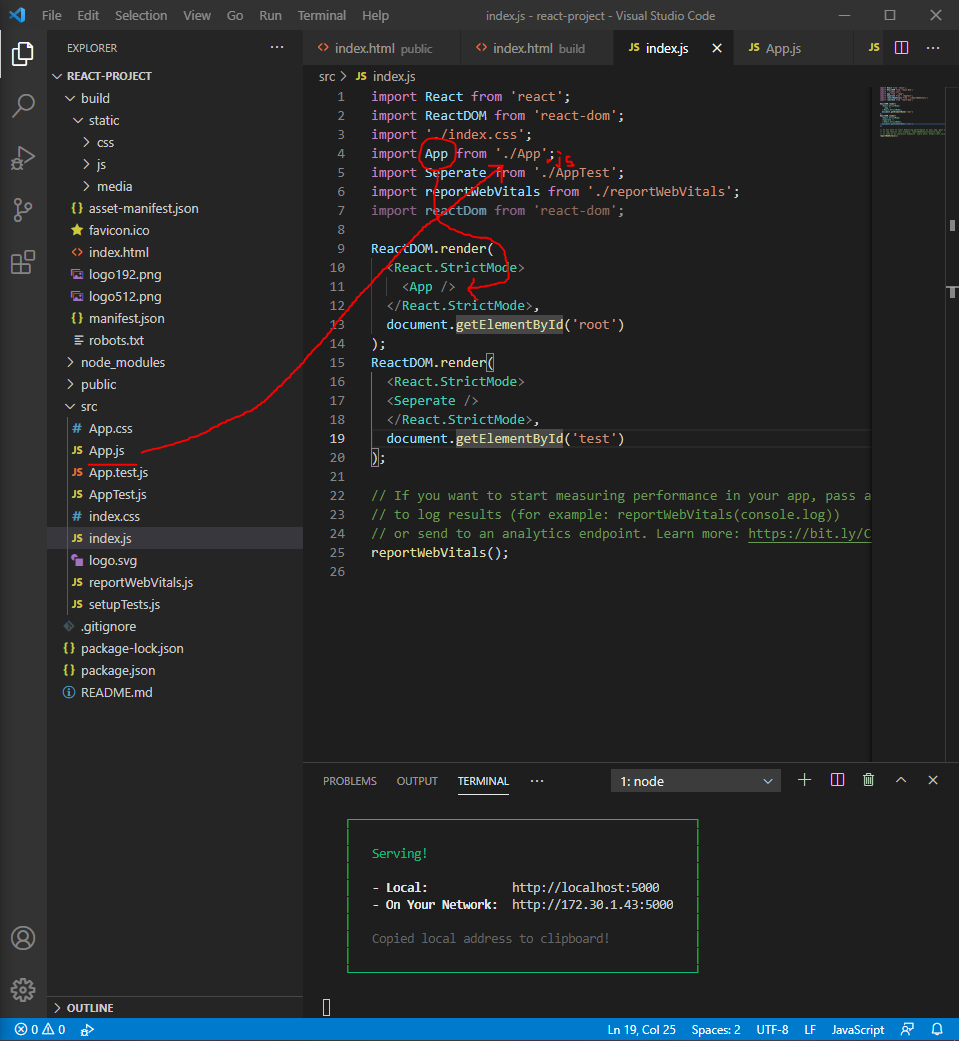 File Edit Selection View Go Run Terminal Help index.js - react-project - Visual Studio Code
EXPLORER
REACT-PROJECT
build
static
css
js
media
asset-manifest.json
favicon.ico
index.html
logo192.png
logo512.png
manifest.json
robots.txt
node_modules
public
src
App.css
App.js
App.test.js
AppTest.js
index.css
index.js
logo.svg
reportWebVitals.js
setupTests.js
.gitignore
package-lock.json
package.json
README.md
OUTLINE
index.html public index.html build JS index.js JS App.js JS
src > JS index.js
1 import React from 'react';
2 import ReactDOM from 'react-dom';
3 import './index.css';
4 import App from './App';
.js
5 import Seperate from './AppTest';
6 import reportWebVitals from './reportWebVitals';
7 import reactDom from 'react-dom';
8
9 ReactDOM.render(
10 <React.StrictMode>
11 <App />
12 </React.StrictMode>,
13 document.getElementById('root')
14 );
15 ReactDOM.render(
16 <React.StrictMode>
17 <Seperate />
18 </React.StrictMode>,
19 document.getElementById('test')
20 );
21
22 // If you want to start measuring performance in your app, pass a
23 // to log results (for example: reportWebVitals(console.log))
24 // or send to an analytics endpoint. Learn more: https://bit.ly/C
25 reportWebVitals();
26
PROBLEMS OUTPUT TERMINAL ··· 1: node
Serving!
- Local: http://localhost:5000
- On Your Network: http://172.30.1.43:5000
Copied local address to clipboard!
0 0 Ln 19, Col 25 Spaces: 2 UTF-8 LF JavaScript